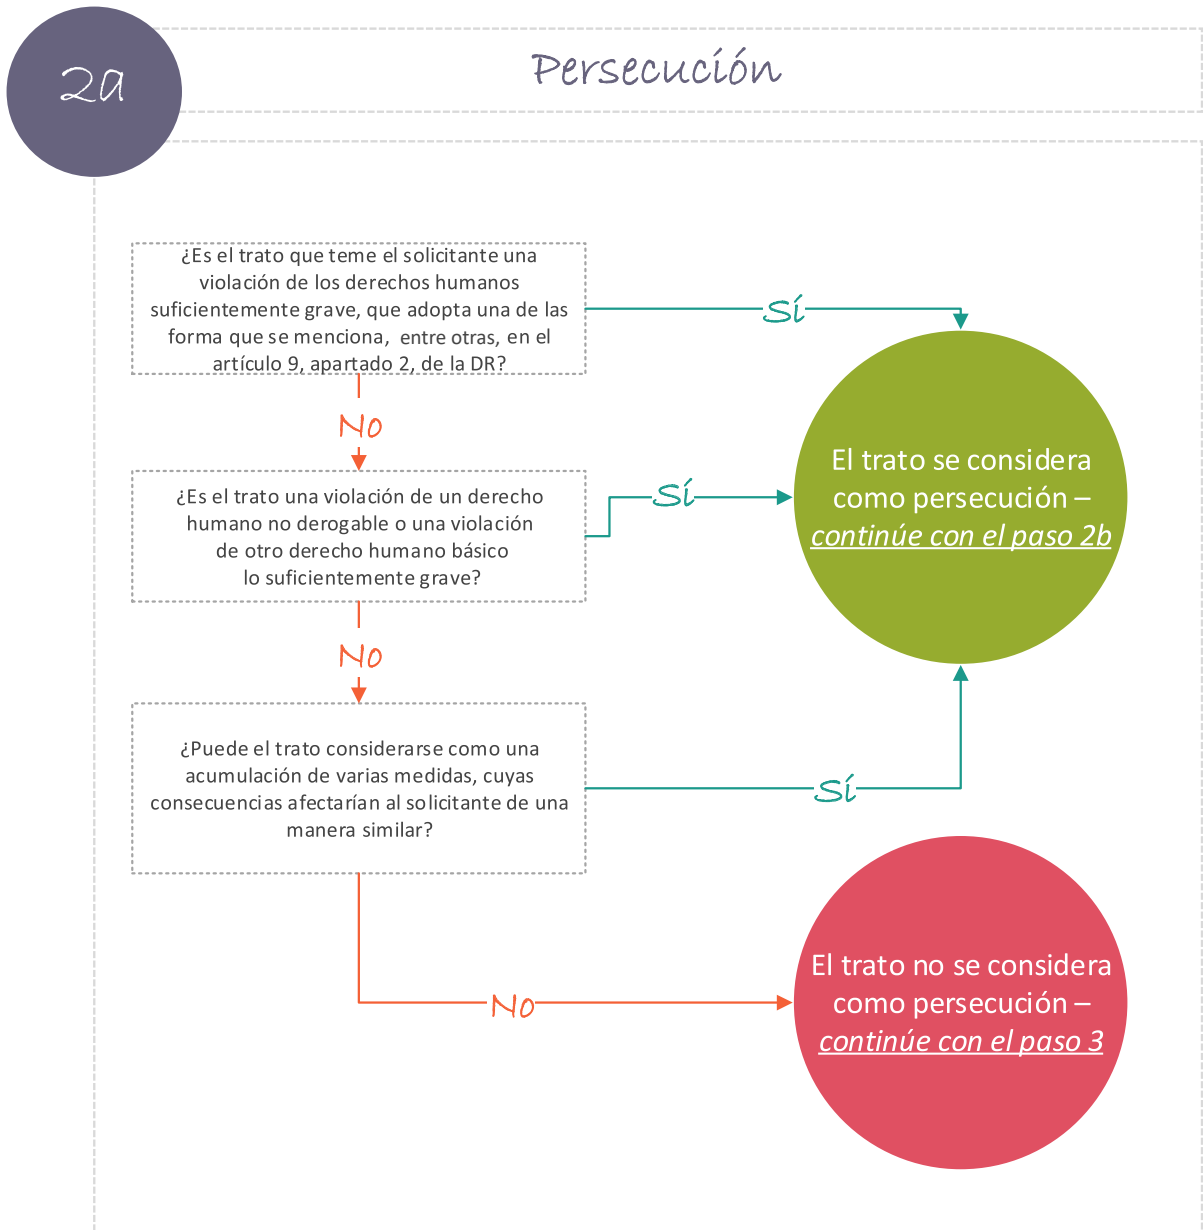 2a
Persecución
¿Es el trato que teme el solicitante una
violación de los derechos humanos
suficientemente grave, que adopta una de las
forma que se menciona, entre otras, en el
artículo 9, apartado 2, de la DR?
Sí
No
¿Es el trato una violación de un derecho
humano no derogable o una violación
de otro derecho humano básico
lo suficientemente grave?
Sí
El trato se considera
como persecución –
continúe con el paso 2b
No
¿Puede el trato considerarse como una
acumulación de varias medidas, cuyas
consecuencias afectarían al solicitante de una
manera similar?
Sí
No
El trato no se considera
como persecución –
continúe con el paso 3